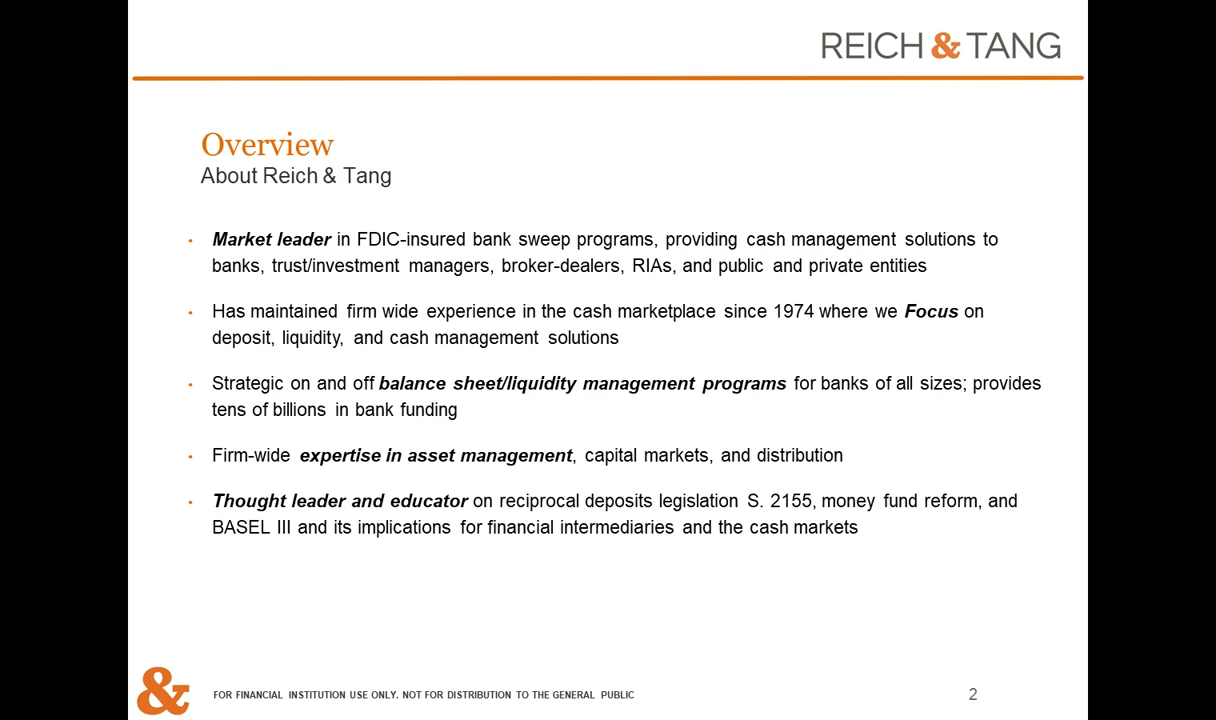 REICH & TANG
Overview
About Reich & Tang
• Market leader in FDIC-insured bank sweep programs, providing cash management solutions to
banks, trust/investment managers, broker-dealers, RIAs, and public and private entities
• Has maintained firm wide experience in the cash marketplace since 1974 where we Focus on
deposit, liquidity, and cash management solutions
• Strategic on and off balance sheet/liquidity management programs for banks of all sizes; provides
tens of billions in bank funding
• Firm-wide expertise in asset management, capital markets, and distribution
• Thought leader and educator on reciprocal deposits legislation S. 2155, money fund reform, and
BASEL III and its implications for financial intermediaries and the cash markets
&
FOR FINANCIAL INSTITUTION USE ONLY. NOT FOR DISTRIBUTION TO THE GENERAL PUBLIC
2